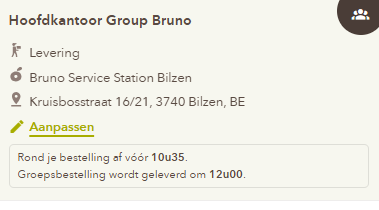 Hoofdkantoor Group Bruno
Levering
Bruno Service Station Bilzen
Kruisbosstraat 16/21, 3740 Bilzen, BE
Aanpassen
Rond je bestelling af vóór 10u35.
Groepsbestelling wordt geleverd om 12u00.